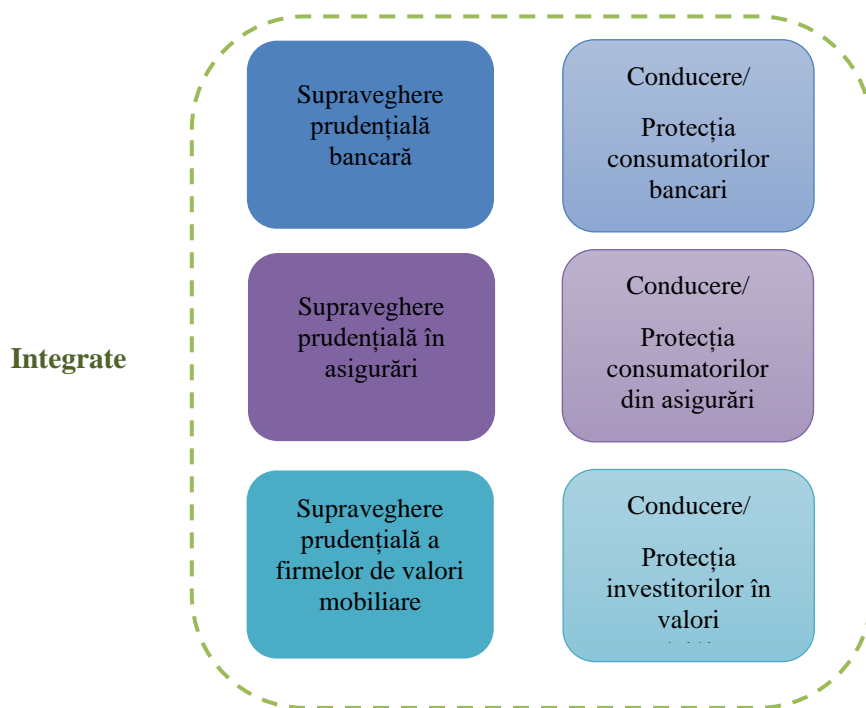 Supraveghere
prudențială
bancară
Conducere/
Protecția
consumatorilor
bancari
Integrate
Supraveghere
prudențială în
asigurări
Conducere/
Protecția
consumatorilor
din asigurări
Supraveghere
prudențială a
firmelor de valori
mobiliare
Conducere/
Protecția
investitorilor în
valori